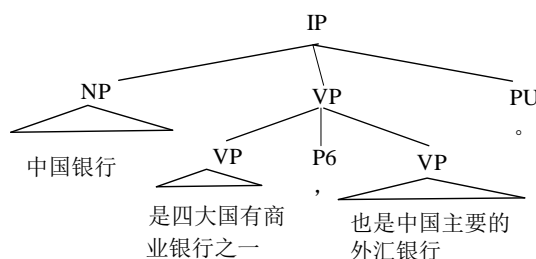 IP
NP
VP
PU
。
中国银行
VP
P6
，
VP
是四大国有商
业银行之一
也是中国主要的
外汇银行